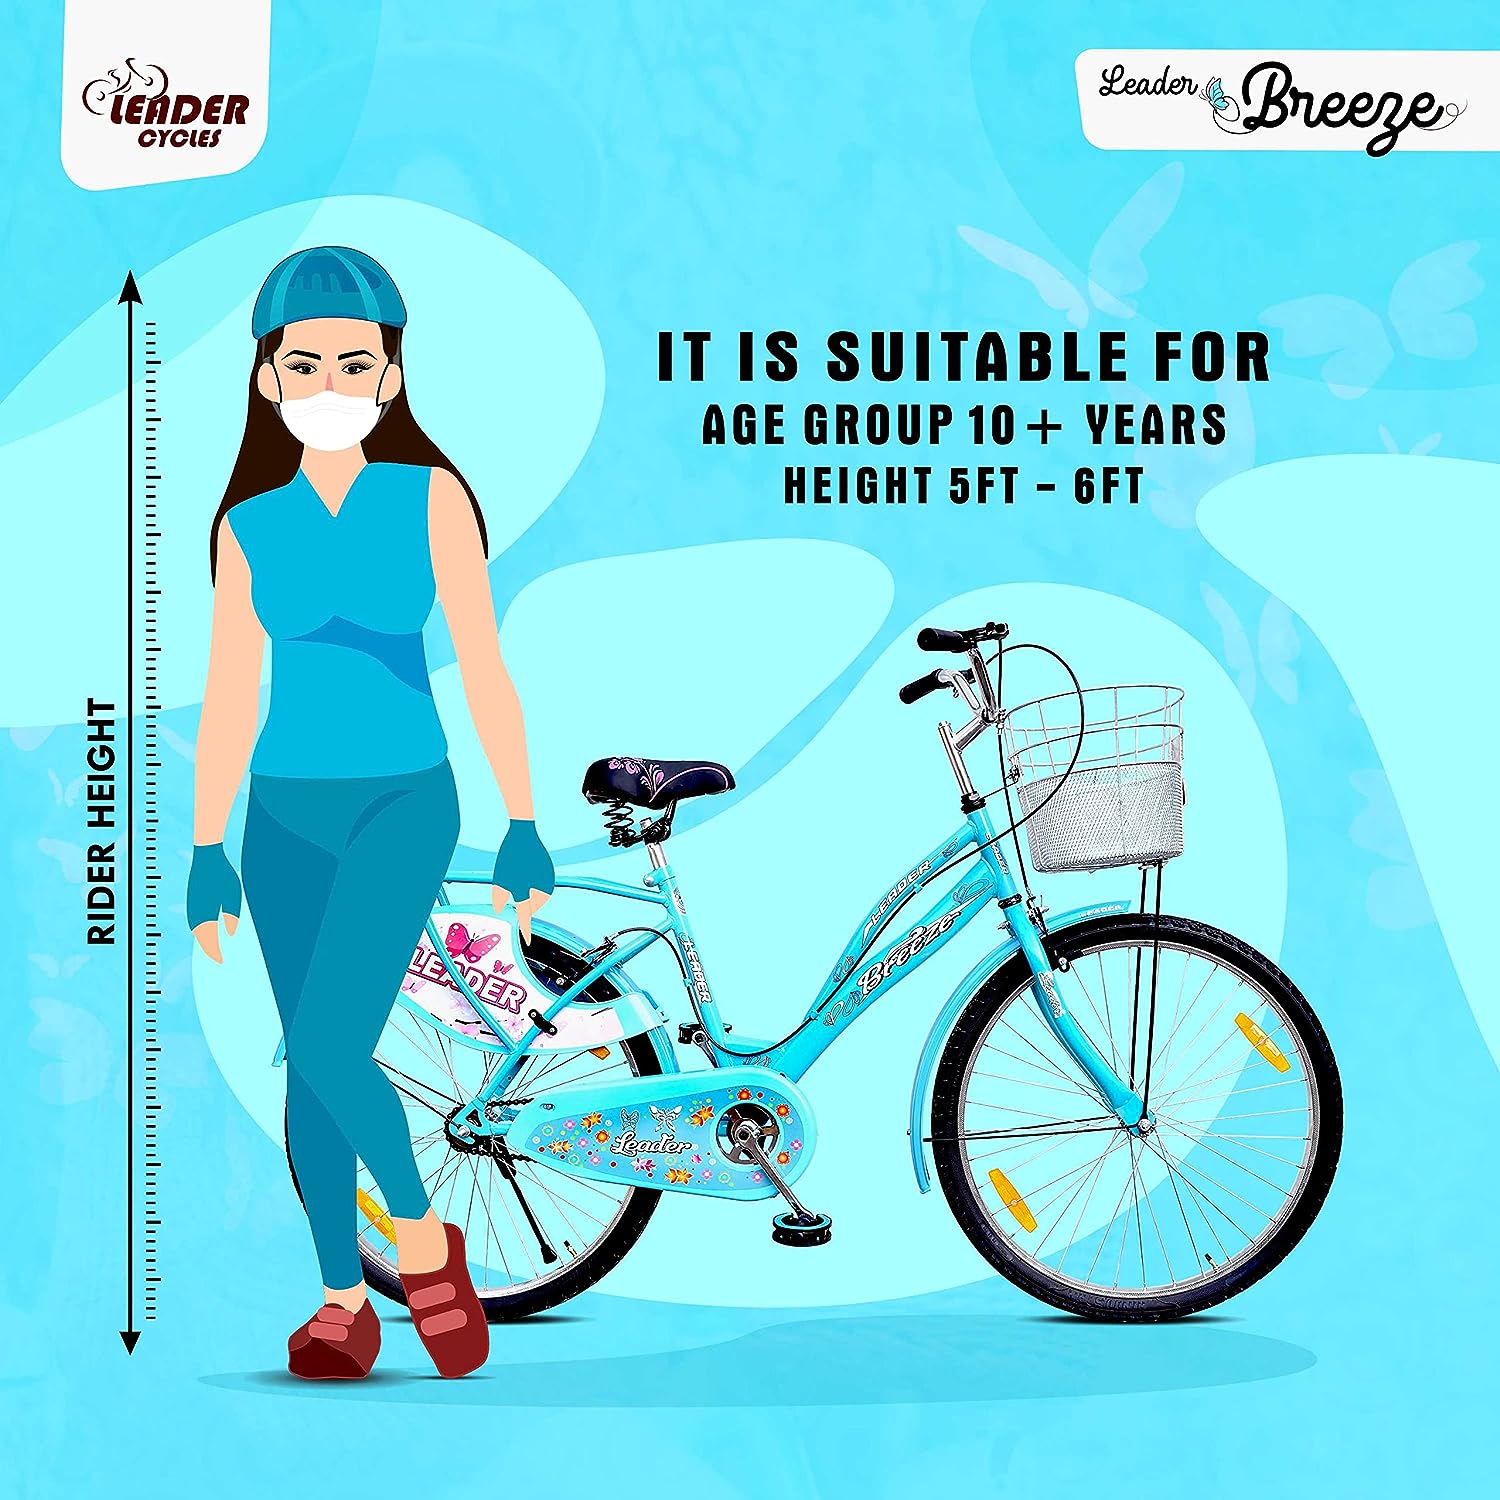 LEADER
CYCLES
Leader Breeze
IT IS SUITABLE FOR
AGE GROUP 10+ YEARS
HEIGHT 5FT - 6FT
RIDER HEIGHT
LEADER
LEADER
LEADER
Breeze
LEADER
Leader